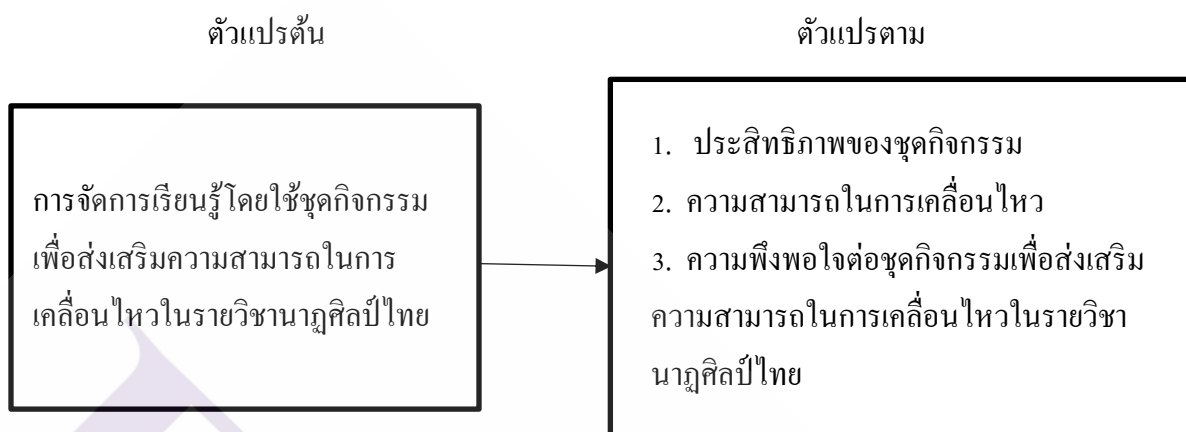 ตัวแปรต้น
ตัวแปรตาม
การจัดการเรียนรู้โดยใช้ชุดกิจกรรม
เพื่อส่งเสริมความสามารถในการ
เคลื่อนไหวในรายวิชานาฏศิลป์ไทย
1. ประสิทธิภาพของชุดกิจกรรม
2. ความสามารถในการเคลื่อนไหว
3. ความพึงพอใจต่อชุดกิจกรรมเพื่อส่งเสริม
ความสามารถในการเคลื่อนไหวในรายวิชา
นาฏศิลป์ไทย